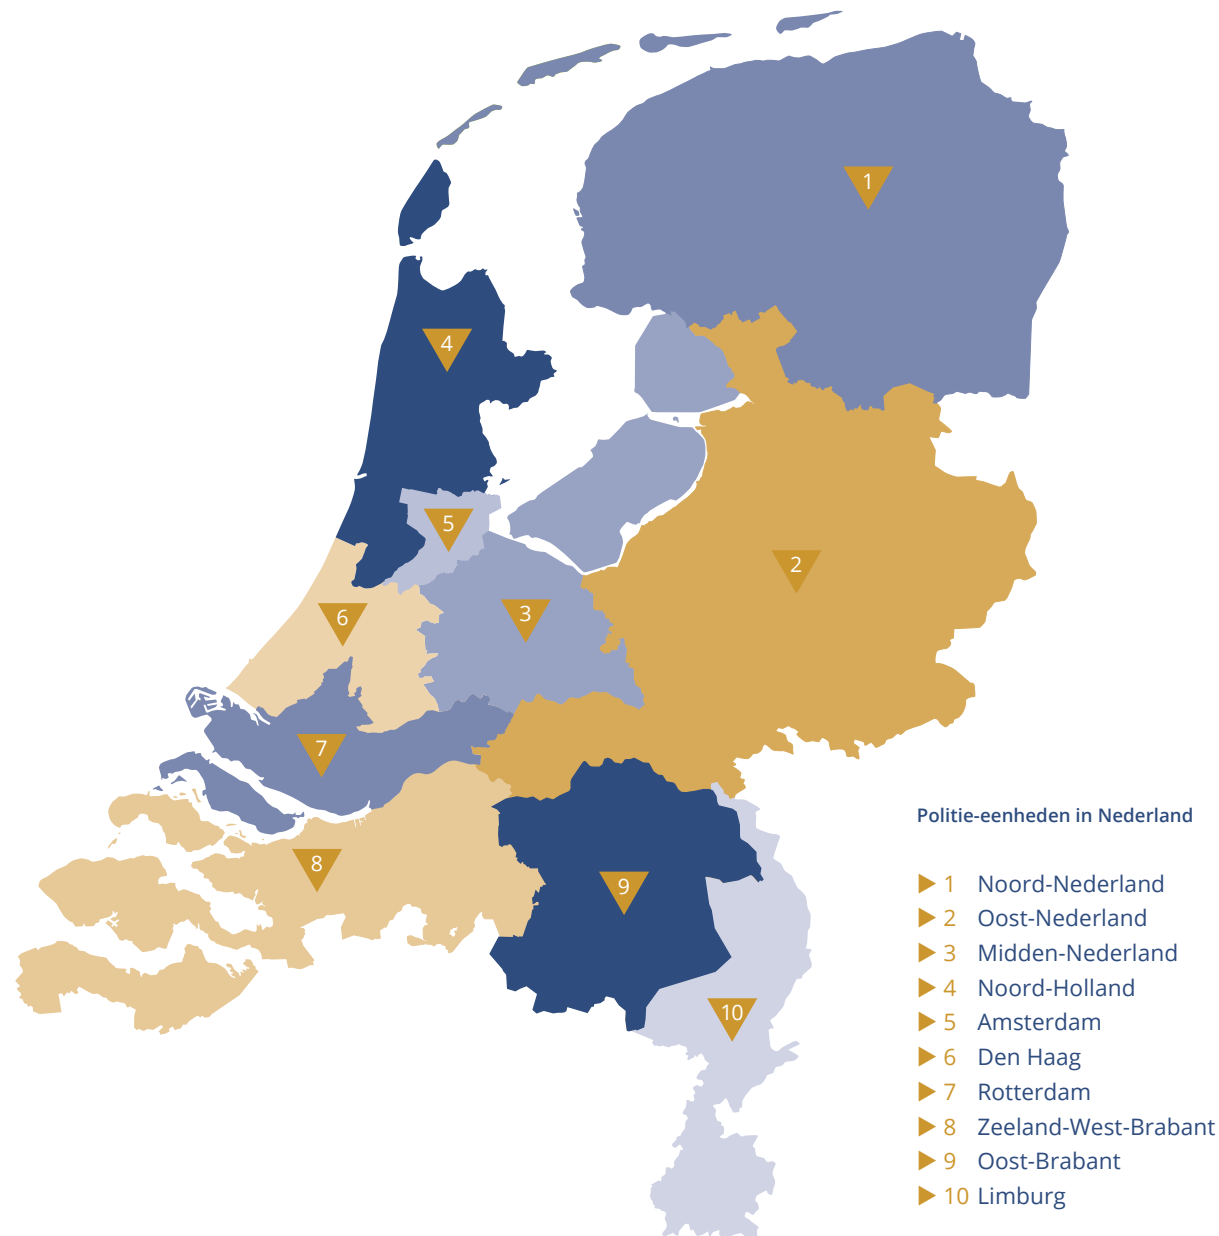 1
4
5
2
3
6
7
8
9
10
Politie-eenheden in Nederland
1 Noord-Nederland
2 Oost-Nederland
3 Midden-Nederland
4 Noord-Holland
5 Amsterdam
6 Den Haag
7 Rotterdam
8 Zeeland-West-Brabant
9 Oost-Brabant
10 Limburg